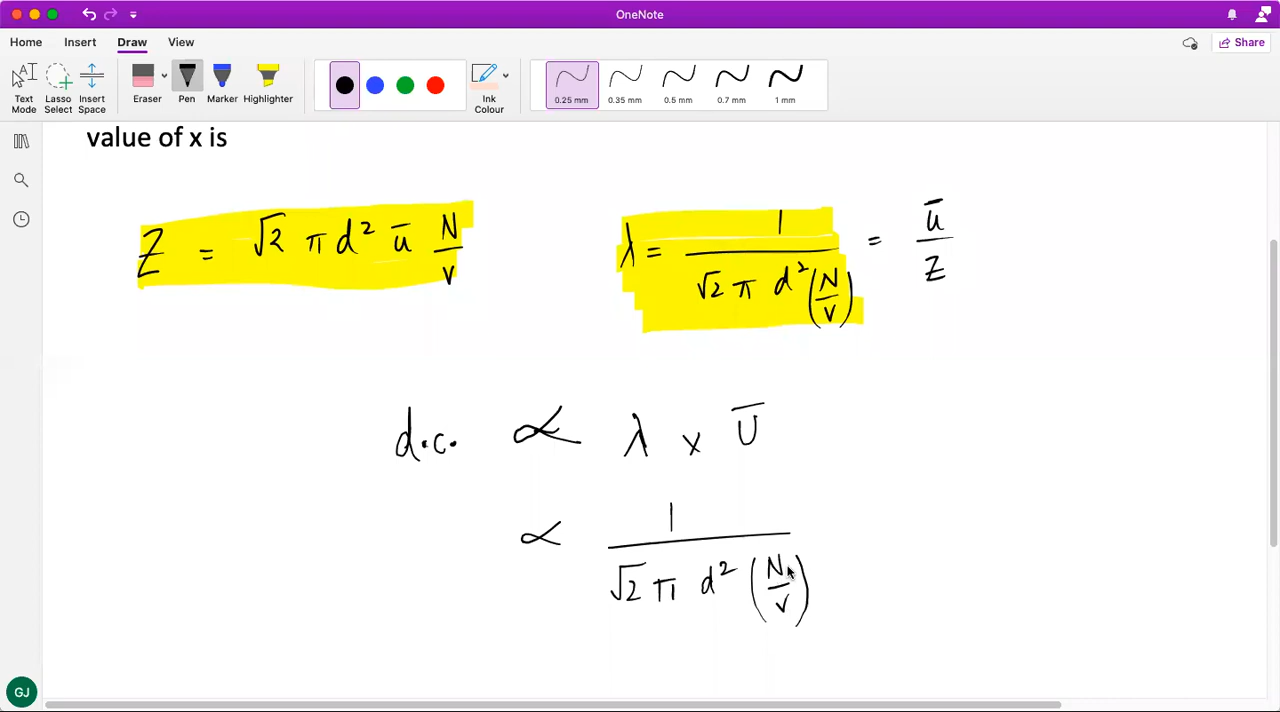 OneNote
Home Insert Draw View
Share
Text Mode Lasso Select Insert Space Eraser Pen Marker Highlighter Ink Colour 0.25 mm 0.35 mm 0.5 mm 0.7 mm 1 mm
value of x is
Z = √2 π d² ū N/V
λ = 1/(√2 π d² (N/V)) = ū/Z
d.c. ∝ λ × Ū
∝ 1/(√2 π d² (N/V))
GJ